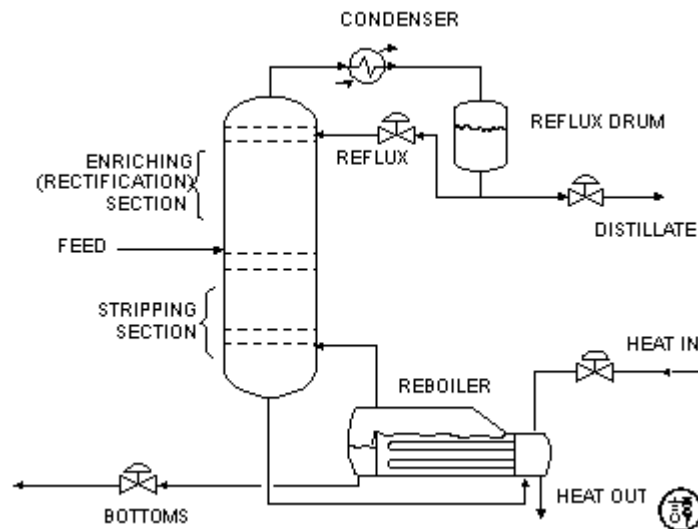 CONDENSER
REFLUX DRUM
REFLUX
ENRICHING
(RECTIFICATION)
SECTION
DISTILLATE
FEED
STRIPPING
SECTION
HEAT IN
REBOILER
HEAT OUT
BOTTOMS